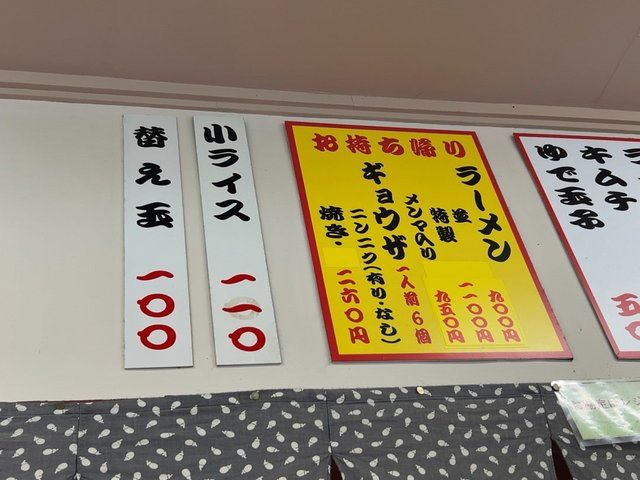 替え玉 一〇〇
小ライス 一一〇
お持ち帰り
ラーメン
並 九〇〇円
特製 一一〇〇円
メンマ入り 九五〇円
ギョウザ 一人前6個
ニンニク(有り・なし)
焼き・ 二六〇円
キムチ
ゆで玉子